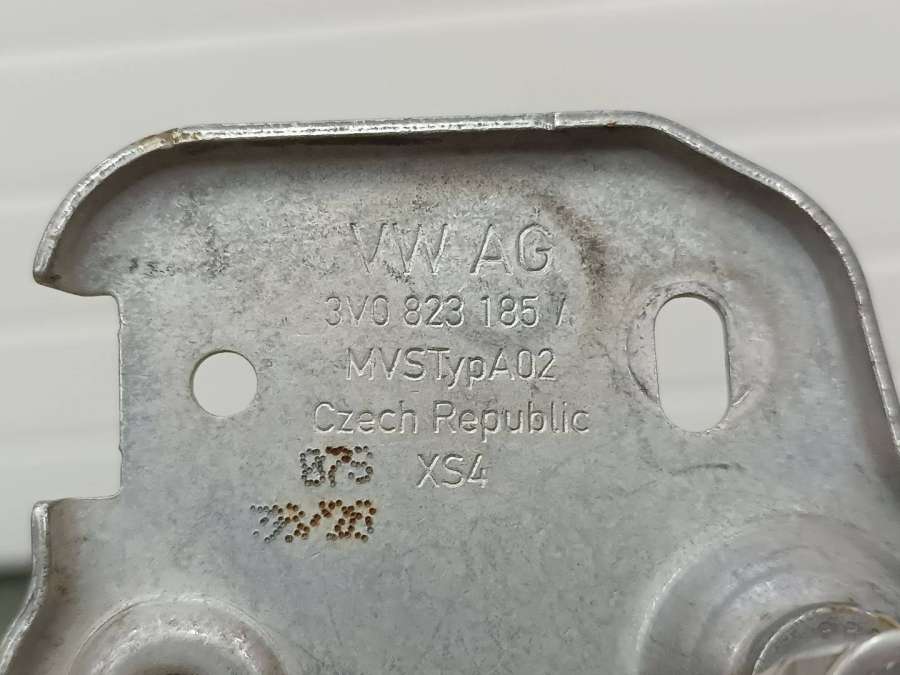 VW AG
3V0 823 185 A
MVSTypA02
Czech Republic
XS4
075